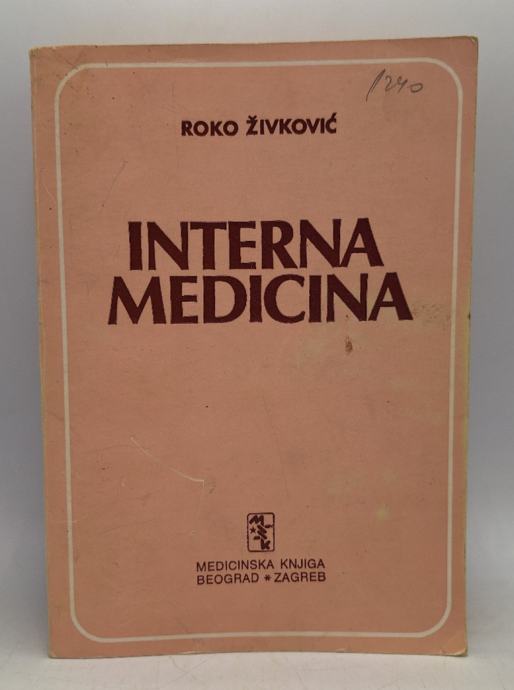 1240
ROKO ŽIVKOVIĆ
INTERNA
MEDICINA
MEDICINSKA KNJIGA
BEOGRAD * ZAGREB